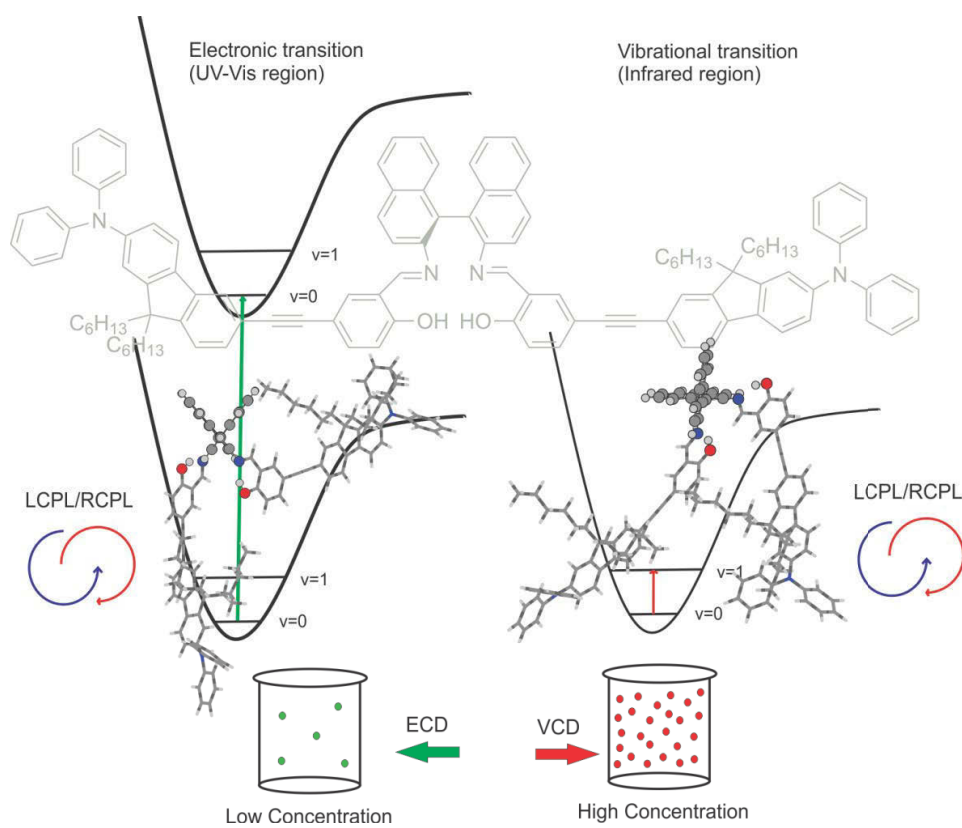 Electronic transition
(UV-Vis region)
Vibrational transition
(Infrared region)
v=1
v=0
N
N
N
N
C6H13
C6H13
C6H13
C6H13
OH
HO
LCPL/RCPL
LCPL/RCPL
v=1
v=0
v=1
v=0
ECD
VCD
Low Concentration
High Concentration